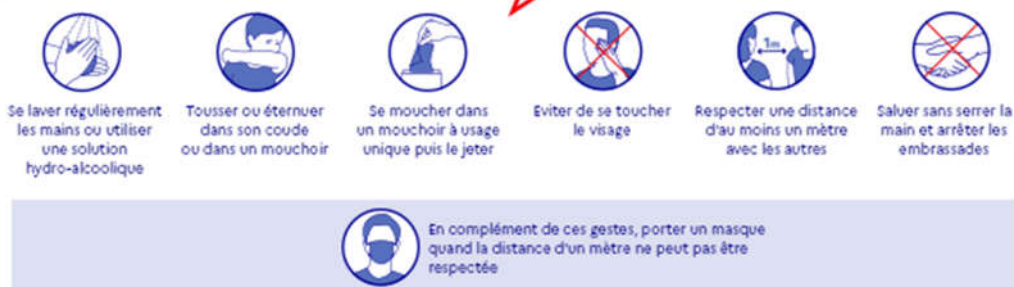 1m
Se laver régulièrement
les mains ou utiliser
une solution
hydro-alcoolique
Tousser ou éternuer
dans son coude
ou dans un mouchoir
Se moucher dans
un mouchoir à usage
unique puis le jeter
Eviter de se toucher
le visage
Respecter une distance
d'au moins un mètre
avec les autres
Saluer sans serrer la
main et arrêter les
embrassades
En complément de ces gestes, porter un masque
quand la distance d'un mètre ne peut pas être
respectée